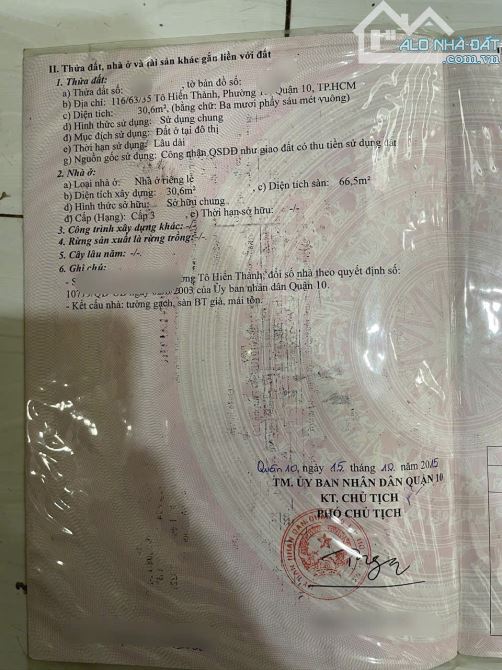 ALO NHÀ ĐẤT
.com.vn
II. Thửa đất, nhà ở và tài sản khác gắn liền với đất
1. Thửa đất:
a) Thửa đất số: , tờ bản đồ số:
b) Địa chỉ: 116/63/35 Tô Hiến Thành, Phường Quận 10, TP.HCM
c) Diện tích: 30,6m², (bằng chữ: Ba mươi phẩy sáu mét vuông)
d) Hình thức sử dụng: Sử dụng chung
đ) Mục đích sử dụng: Đất ở tại đô thị
e) Thời hạn sử dụng: Lâu dài
g) Nguồn gốc sử dụng: Công nhận QSDĐ như giao đất có thu tiền sử dụng đất
2. Nhà ở:
a) Loại nhà ở: Nhà ở riêng lẻ
b) Diện tích xây dựng: 30,6m² , c) Diện tích sàn: 66,5m²
d) Hình thức sở hữu: Sở hữu chung
đ) Cấp (Hạng): Cấp 3 , e) Thời hạn sở hữu: -/-
3. Công trình xây dựng khác: -/-
4. Rừng sản xuất là rừng trồng: -/-
5. Cây lâu năm: -/-
6. Ghi chú:
Tô Hiến Thành, đổi số nhà theo quyết định số:
2003 của Ủy ban nhân dân Quận 10.
- Kết cấu nhà: tường gạch, sàn BT giả, mái tôn.
Quận 10, ngày 15 tháng 10 năm 2015
TM. ỦY BAN NHÂN DÂN QUẬN 10
KT. CHỦ TỊCH
PHÓ CHỦ TỊCH